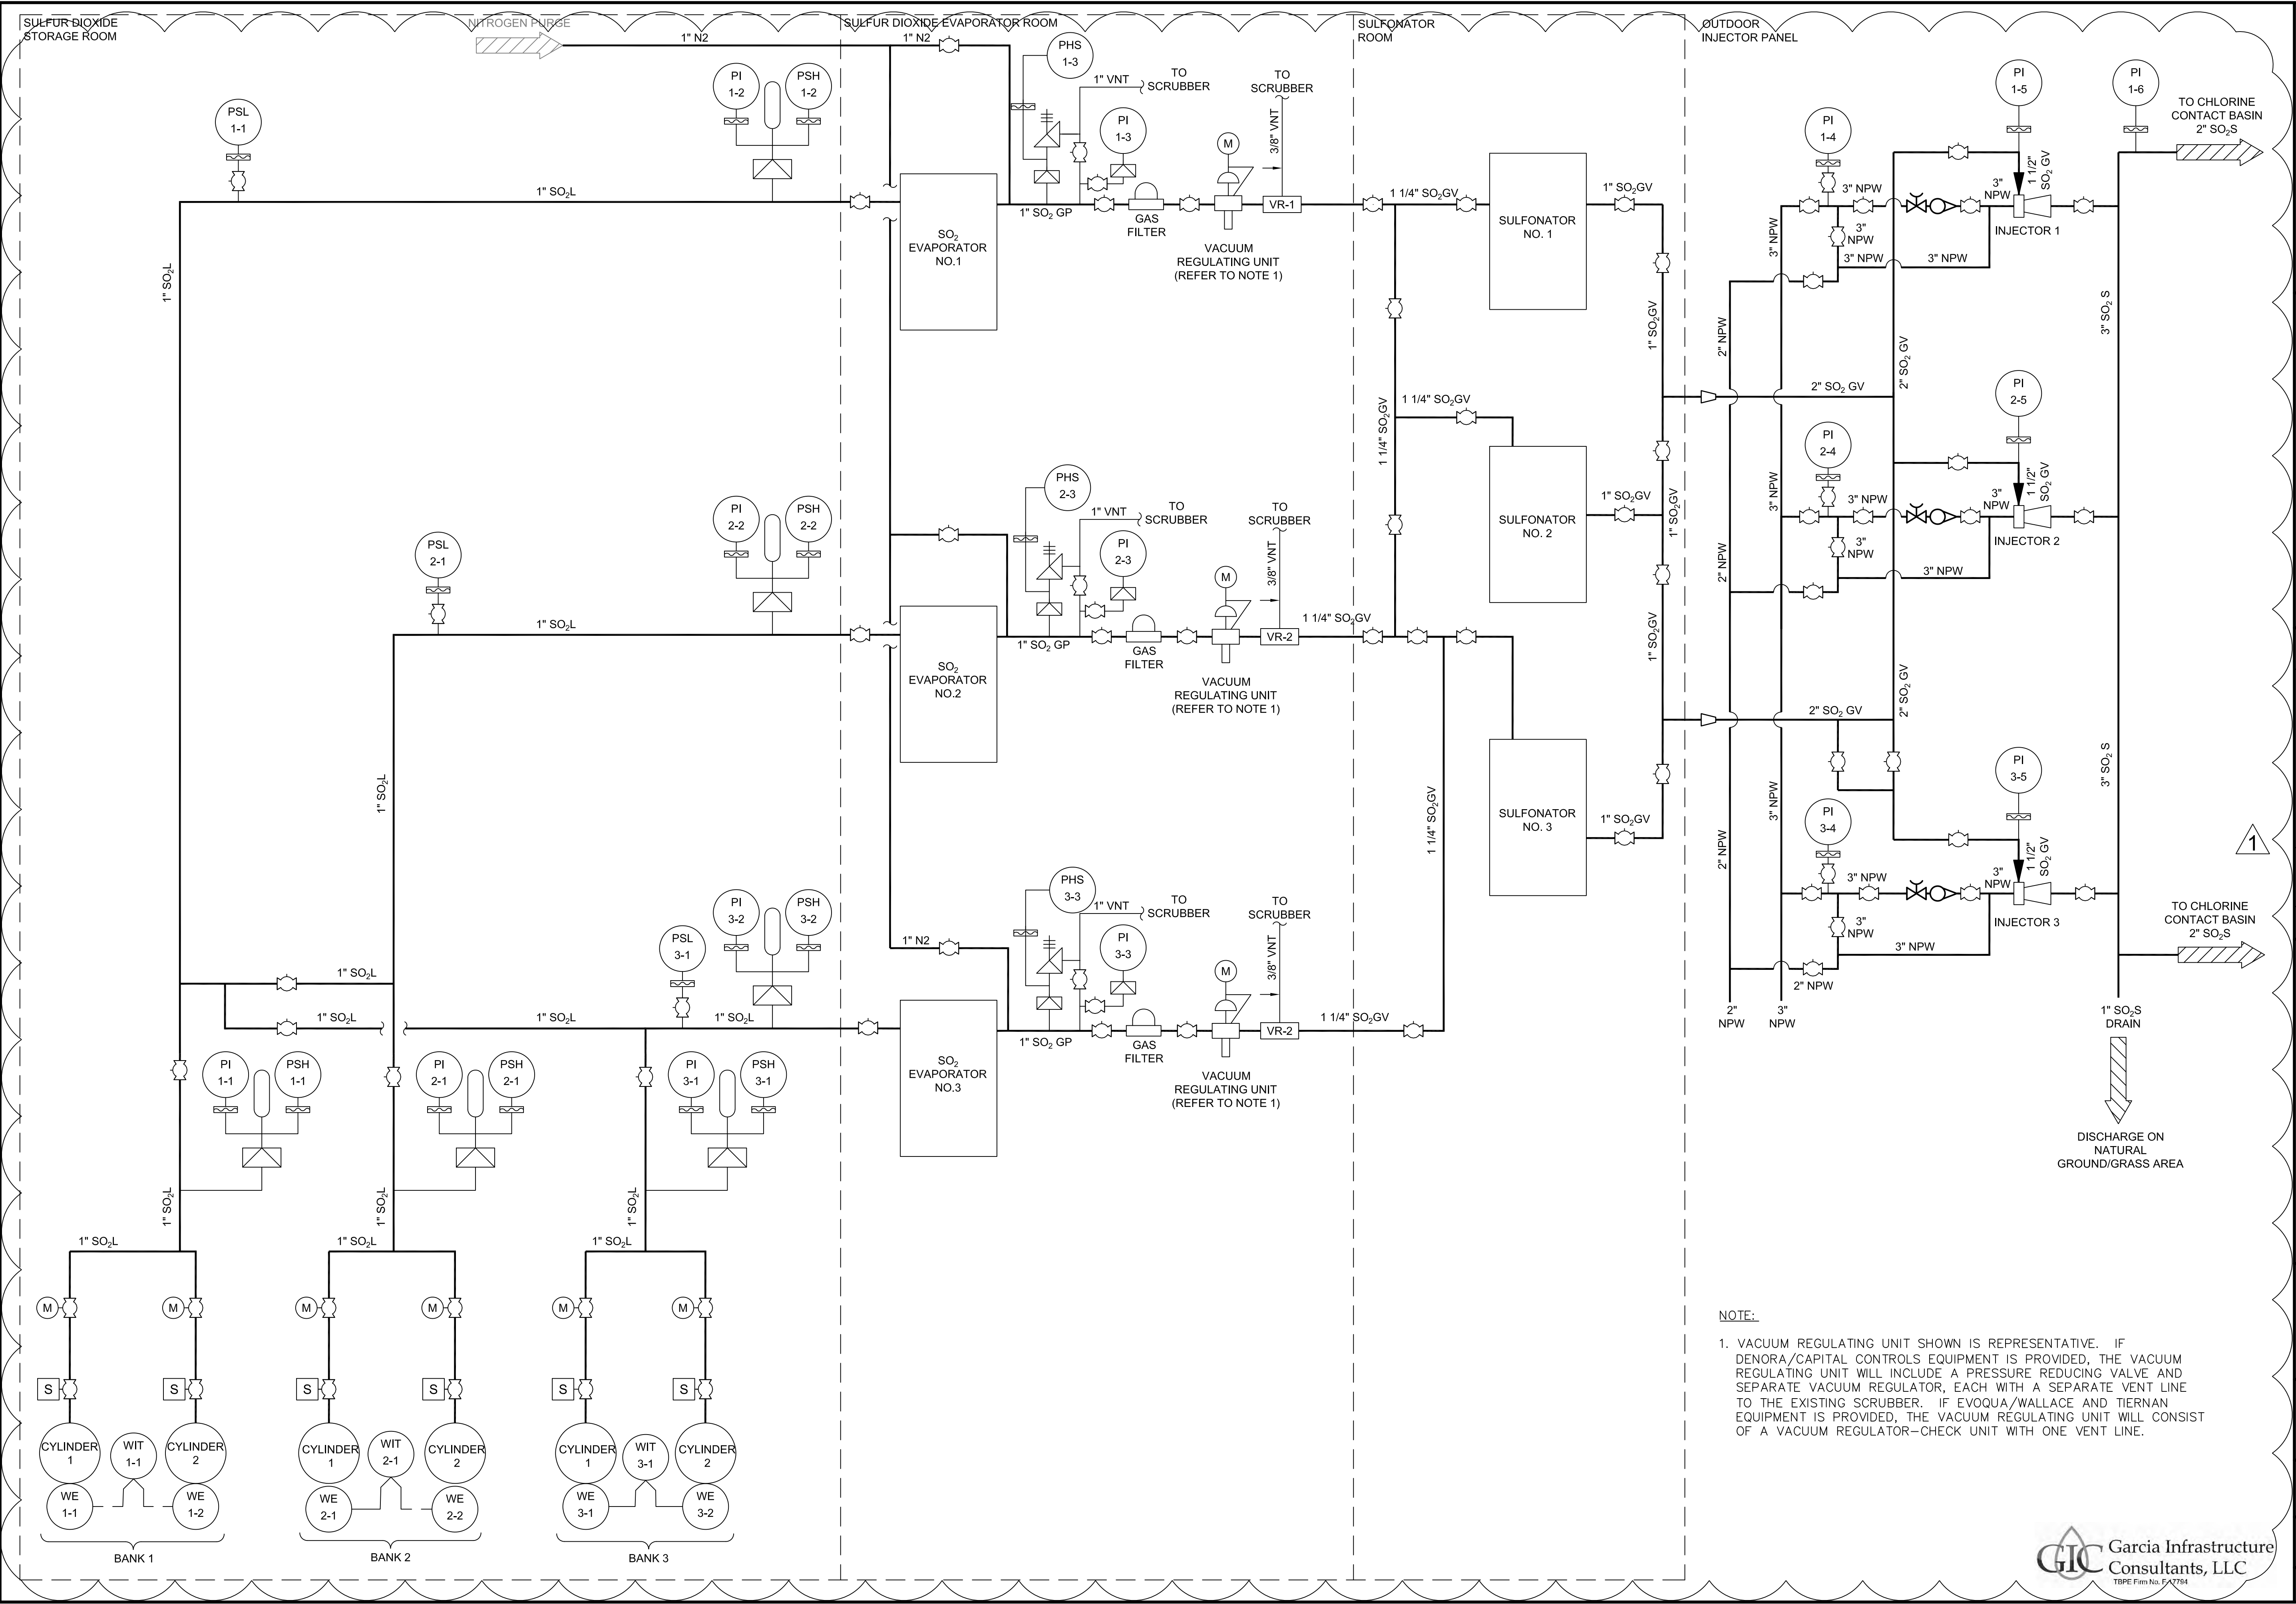 SULFUR DIOXIDE
STORAGE ROOM
NITROGEN PURGE
SULFUR DIOXIDE EVAPORATOR ROOM
SULFONATOR
ROOM
OUTDOOR
INJECTOR PANEL
1" N2
1" N2
PSL
1-1
PI
1-2
PSH
1-2
1" SO2L
1" SO2L
PHS
1-3
1" VNT
TO
SCRUBBER
TO
SCRUBBER
PI
1-3
M
3/8" VNT
SO2
EVAPORATOR
NO.1
1" SO2 GP
GAS
FILTER
VR-1
VACUUM
REGULATING UNIT
(REFER TO NOTE 1)
1 1/4" SO2GV
SULFONATOR
NO. 1
1" SO2GV
1" SO2GV
PI
1-4
PI
1-5
PI
1-6
TO CHLORINE
CONTACT BASIN
2" SO2S
1 1/2"
SO2 GV
3" NPW
3" NPW
3"
NPW
3"
NPW
INJECTOR 1
3" NPW
3" NPW
2" NPW
2" SO2 GV
2" SO2 GV
3" SO2 S
PSL
2-1
PI
2-2
PSH
2-2
1" SO2L
1" SO2L
PHS
2-3
1" VNT
TO
SCRUBBER
TO
SCRUBBER
PI
2-3
M
3/8" VNT
SO2
EVAPORATOR
NO.2
1" SO2 GP
GAS
FILTER
VR-2
VACUUM
REGULATING UNIT
(REFER TO NOTE 1)
1 1/4" SO2GV
1 1/4" SO2GV
1 1/4" SO2GV
SULFONATOR
NO. 2
1" SO2GV
1" SO2GV
1" SO2GV
PI
2-4
PI
2-5
1 1/2"
SO2 GV
3" NPW
3" NPW
3"
NPW
3"
NPW
INJECTOR 2
3" NPW
2" NPW
2" SO2 GV
2" SO2 GV
3" SO2 S
PSL
3-1
PI
3-2
PSH
3-2
1" SO2L
1" SO2L
1" SO2L
1" SO2L
1" N2
PHS
3-3
1" VNT
TO
SCRUBBER
TO
SCRUBBER
PI
3-3
M
3/8" VNT
SO2
EVAPORATOR
NO.3
1" SO2 GP
GAS
FILTER
VR-2
VACUUM
REGULATING UNIT
(REFER TO NOTE 1)
1 1/4" SO2GV
1 1/4" SO2GV
SULFONATOR
NO. 3
1" SO2GV
PI
3-4
PI
3-5
1 1/2"
SO2 GV
3" NPW
3" NPW
3"
NPW
3"
NPW
INJECTOR 3
3" NPW
2" NPW
2" NPW
2"
NPW
3"
NPW
1
TO CHLORINE
CONTACT BASIN
2" SO2S
1" SO2S
DRAIN
DISCHARGE ON
NATURAL
GROUND/GRASS AREA
PI
1-1
PSH
1-1
PI
2-1
PSH
2-1
PI
3-1
PSH
3-1
1" SO2L
1" SO2L
1" SO2L
1" SO2L
1" SO2L
1" SO2L
M
M
M
M
M
M
S
S
S
S
S
S
CYLINDER
1
WIT
1-1
CYLINDER
2
WE
1-1
WE
1-2
BANK 1
CYLINDER
1
WIT
2-1
CYLINDER
2
WE
2-1
WE
2-2
BANK 2
CYLINDER
1
WIT
3-1
CYLINDER
2
WE
3-1
WE
3-2
BANK 3
NOTE:
1. VACUUM REGULATING UNIT SHOWN IS REPRESENTATIVE. IF
DENORA/CAPITAL CONTROLS EQUIPMENT IS PROVIDED, THE VACUUM
REGULATING UNIT WILL INCLUDE A PRESSURE REDUCING VALVE AND
SEPARATE VACUUM REGULATOR, EACH WITH A SEPARATE VENT LINE
TO THE EXISTING SCRUBBER. IF EVOQUA/WALLACE AND TIERNAN
EQUIPMENT IS PROVIDED, THE VACUUM REGULATING UNIT WILL CONSIST
OF A VACUUM REGULATOR-CHECK UNIT WITH ONE VENT LINE.
GIC
Garcia Infrastructure
Consultants, LLC
TBPE Firm No. F-17794